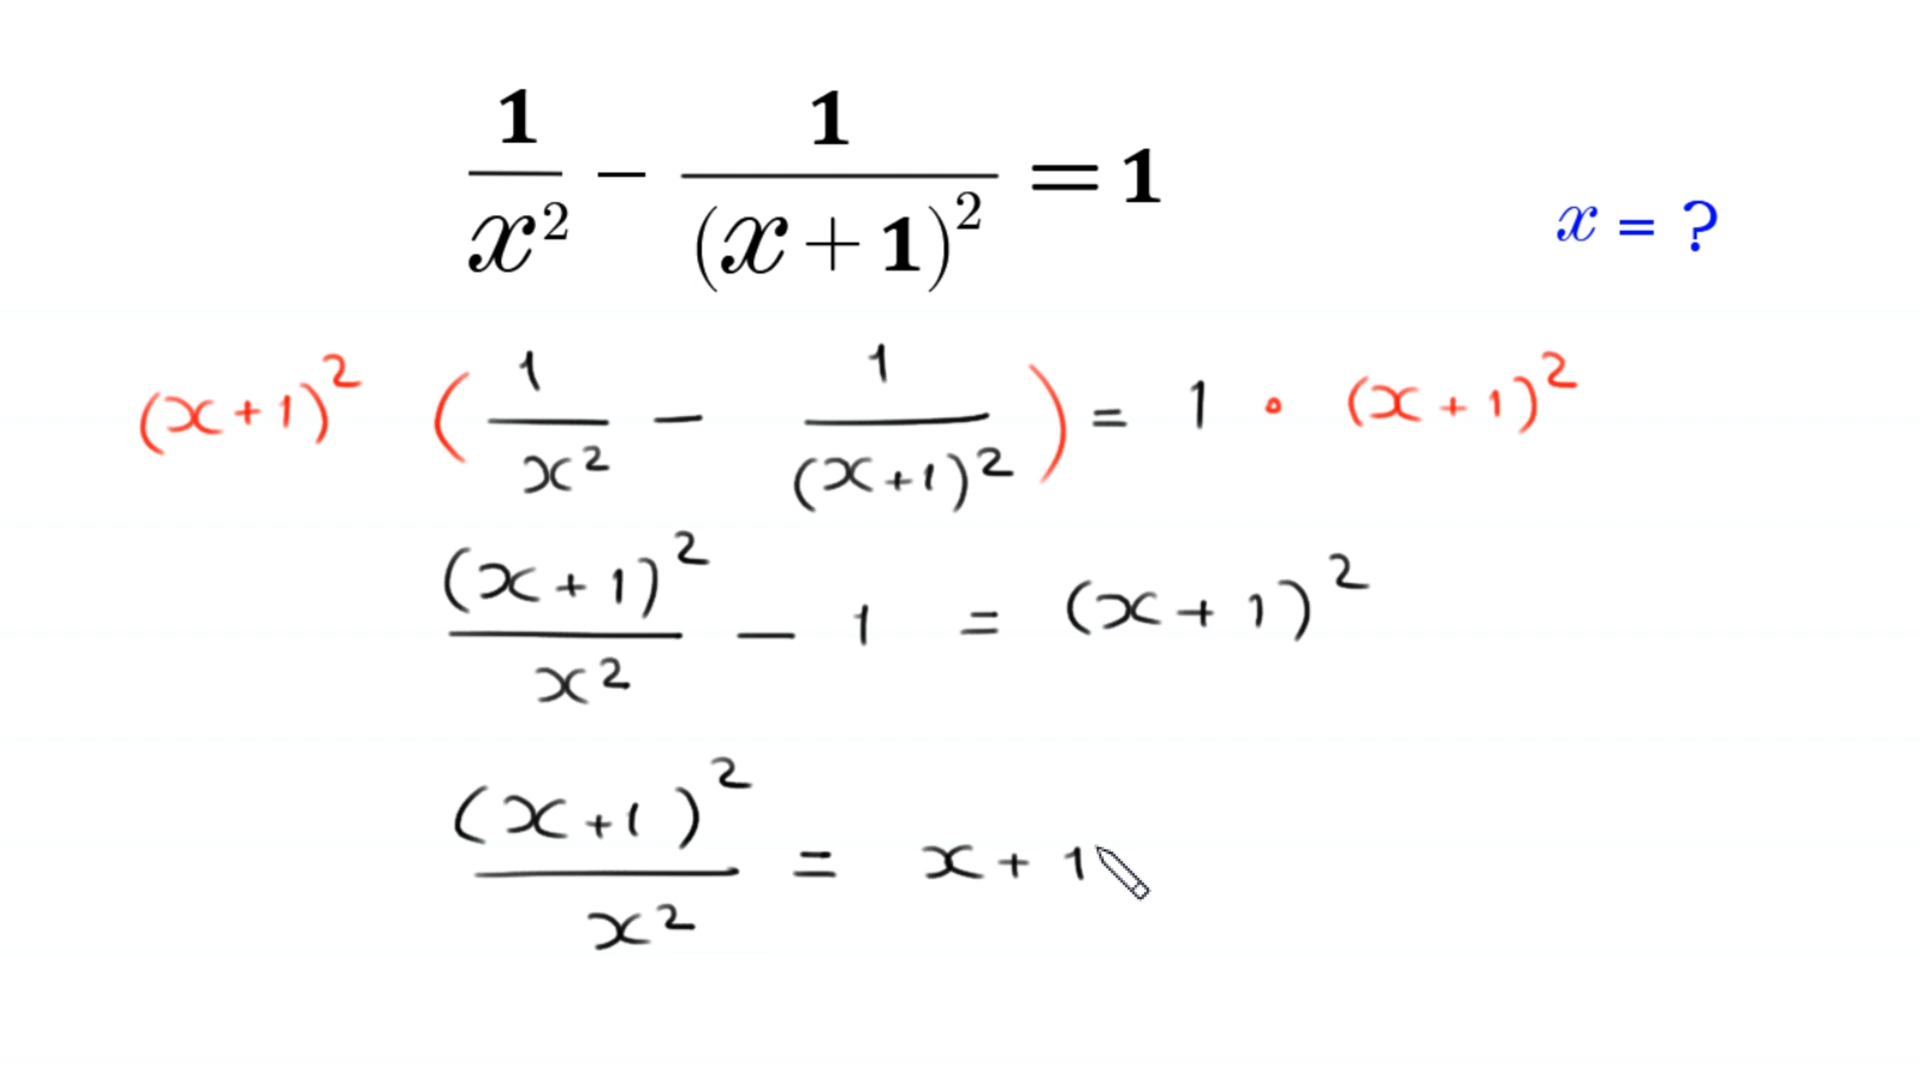 1/x² − 1/(x+1)² = 1
x = ?
(x+1)² (1/x² − 1/(x+1)²) = 1 · (x+1)²
(x+1)²/x² − 1 = (x+1)²
(x+1)²/x² = x+1